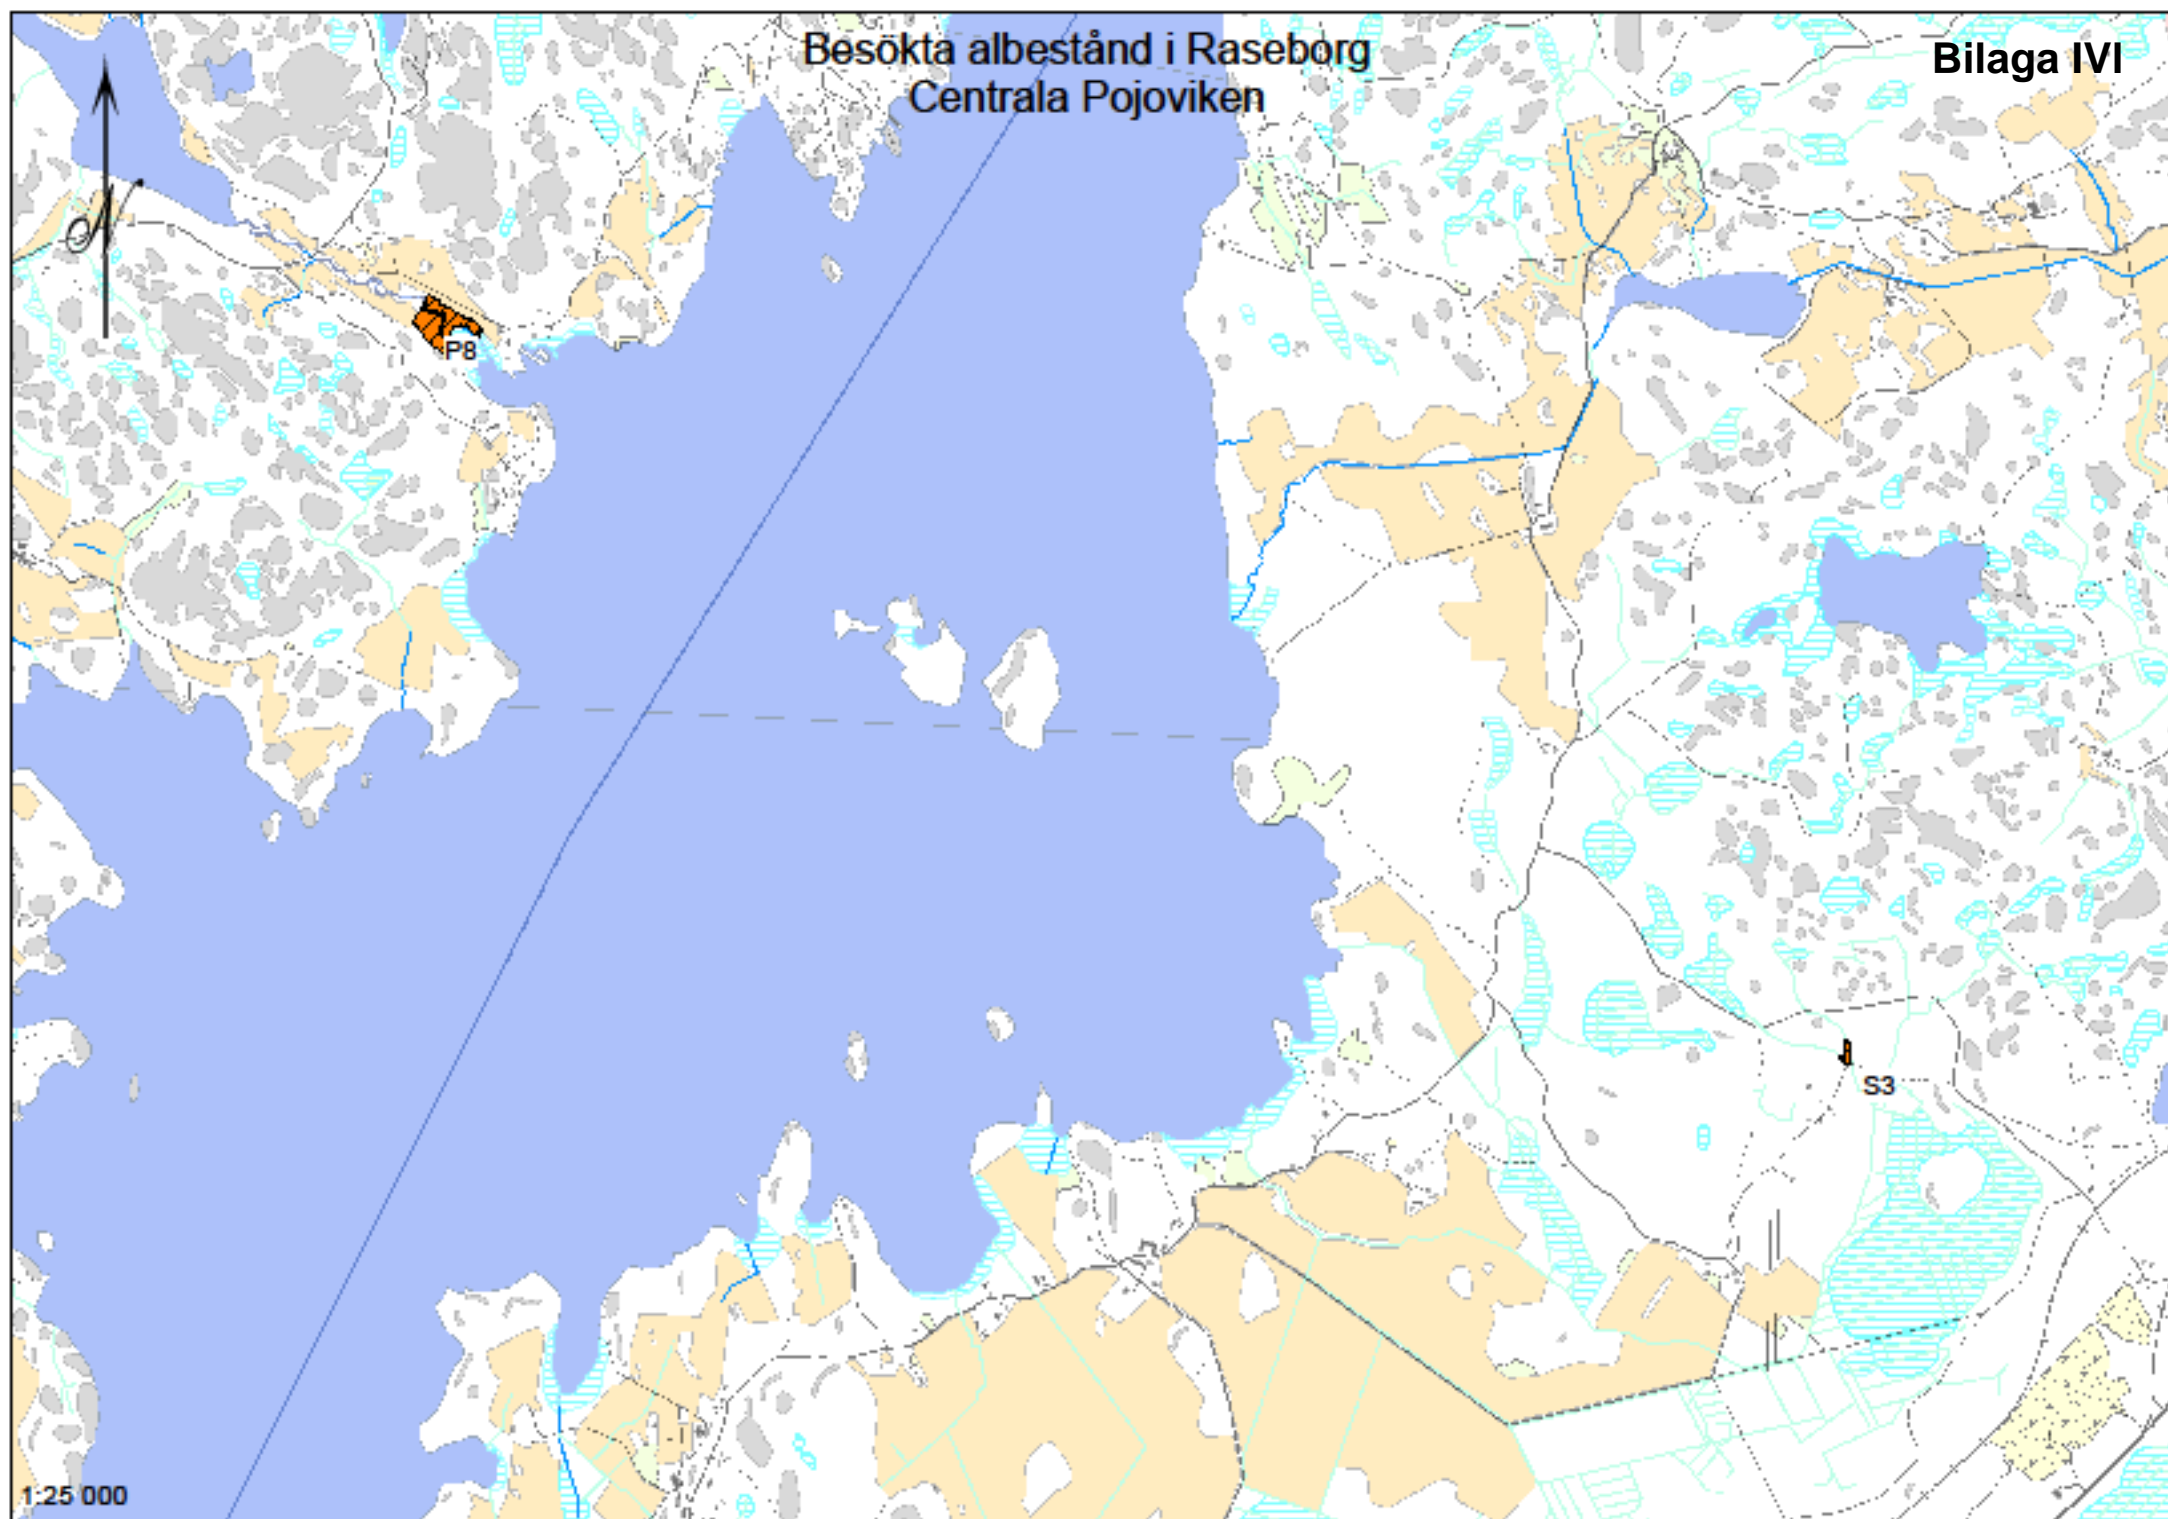 Besökta albestånd i Raseborg
Centrala Pojoviken
Bilaga IVI
N
P8
S3
1:25 000